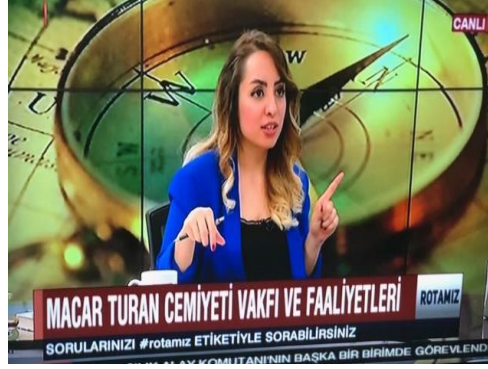 CANLI
W
U
W
MACAR TURAN CEMİYETİ VAKFI VE FAALİYETLERİ
ROTAMIZ
SORULARINIZI #rotamız ETİKETİYLE SORABİLİRSİNİZ
ALAY KOMUTANI'NIN BAŞKA BİR BİRİMDE GÖREVLEND